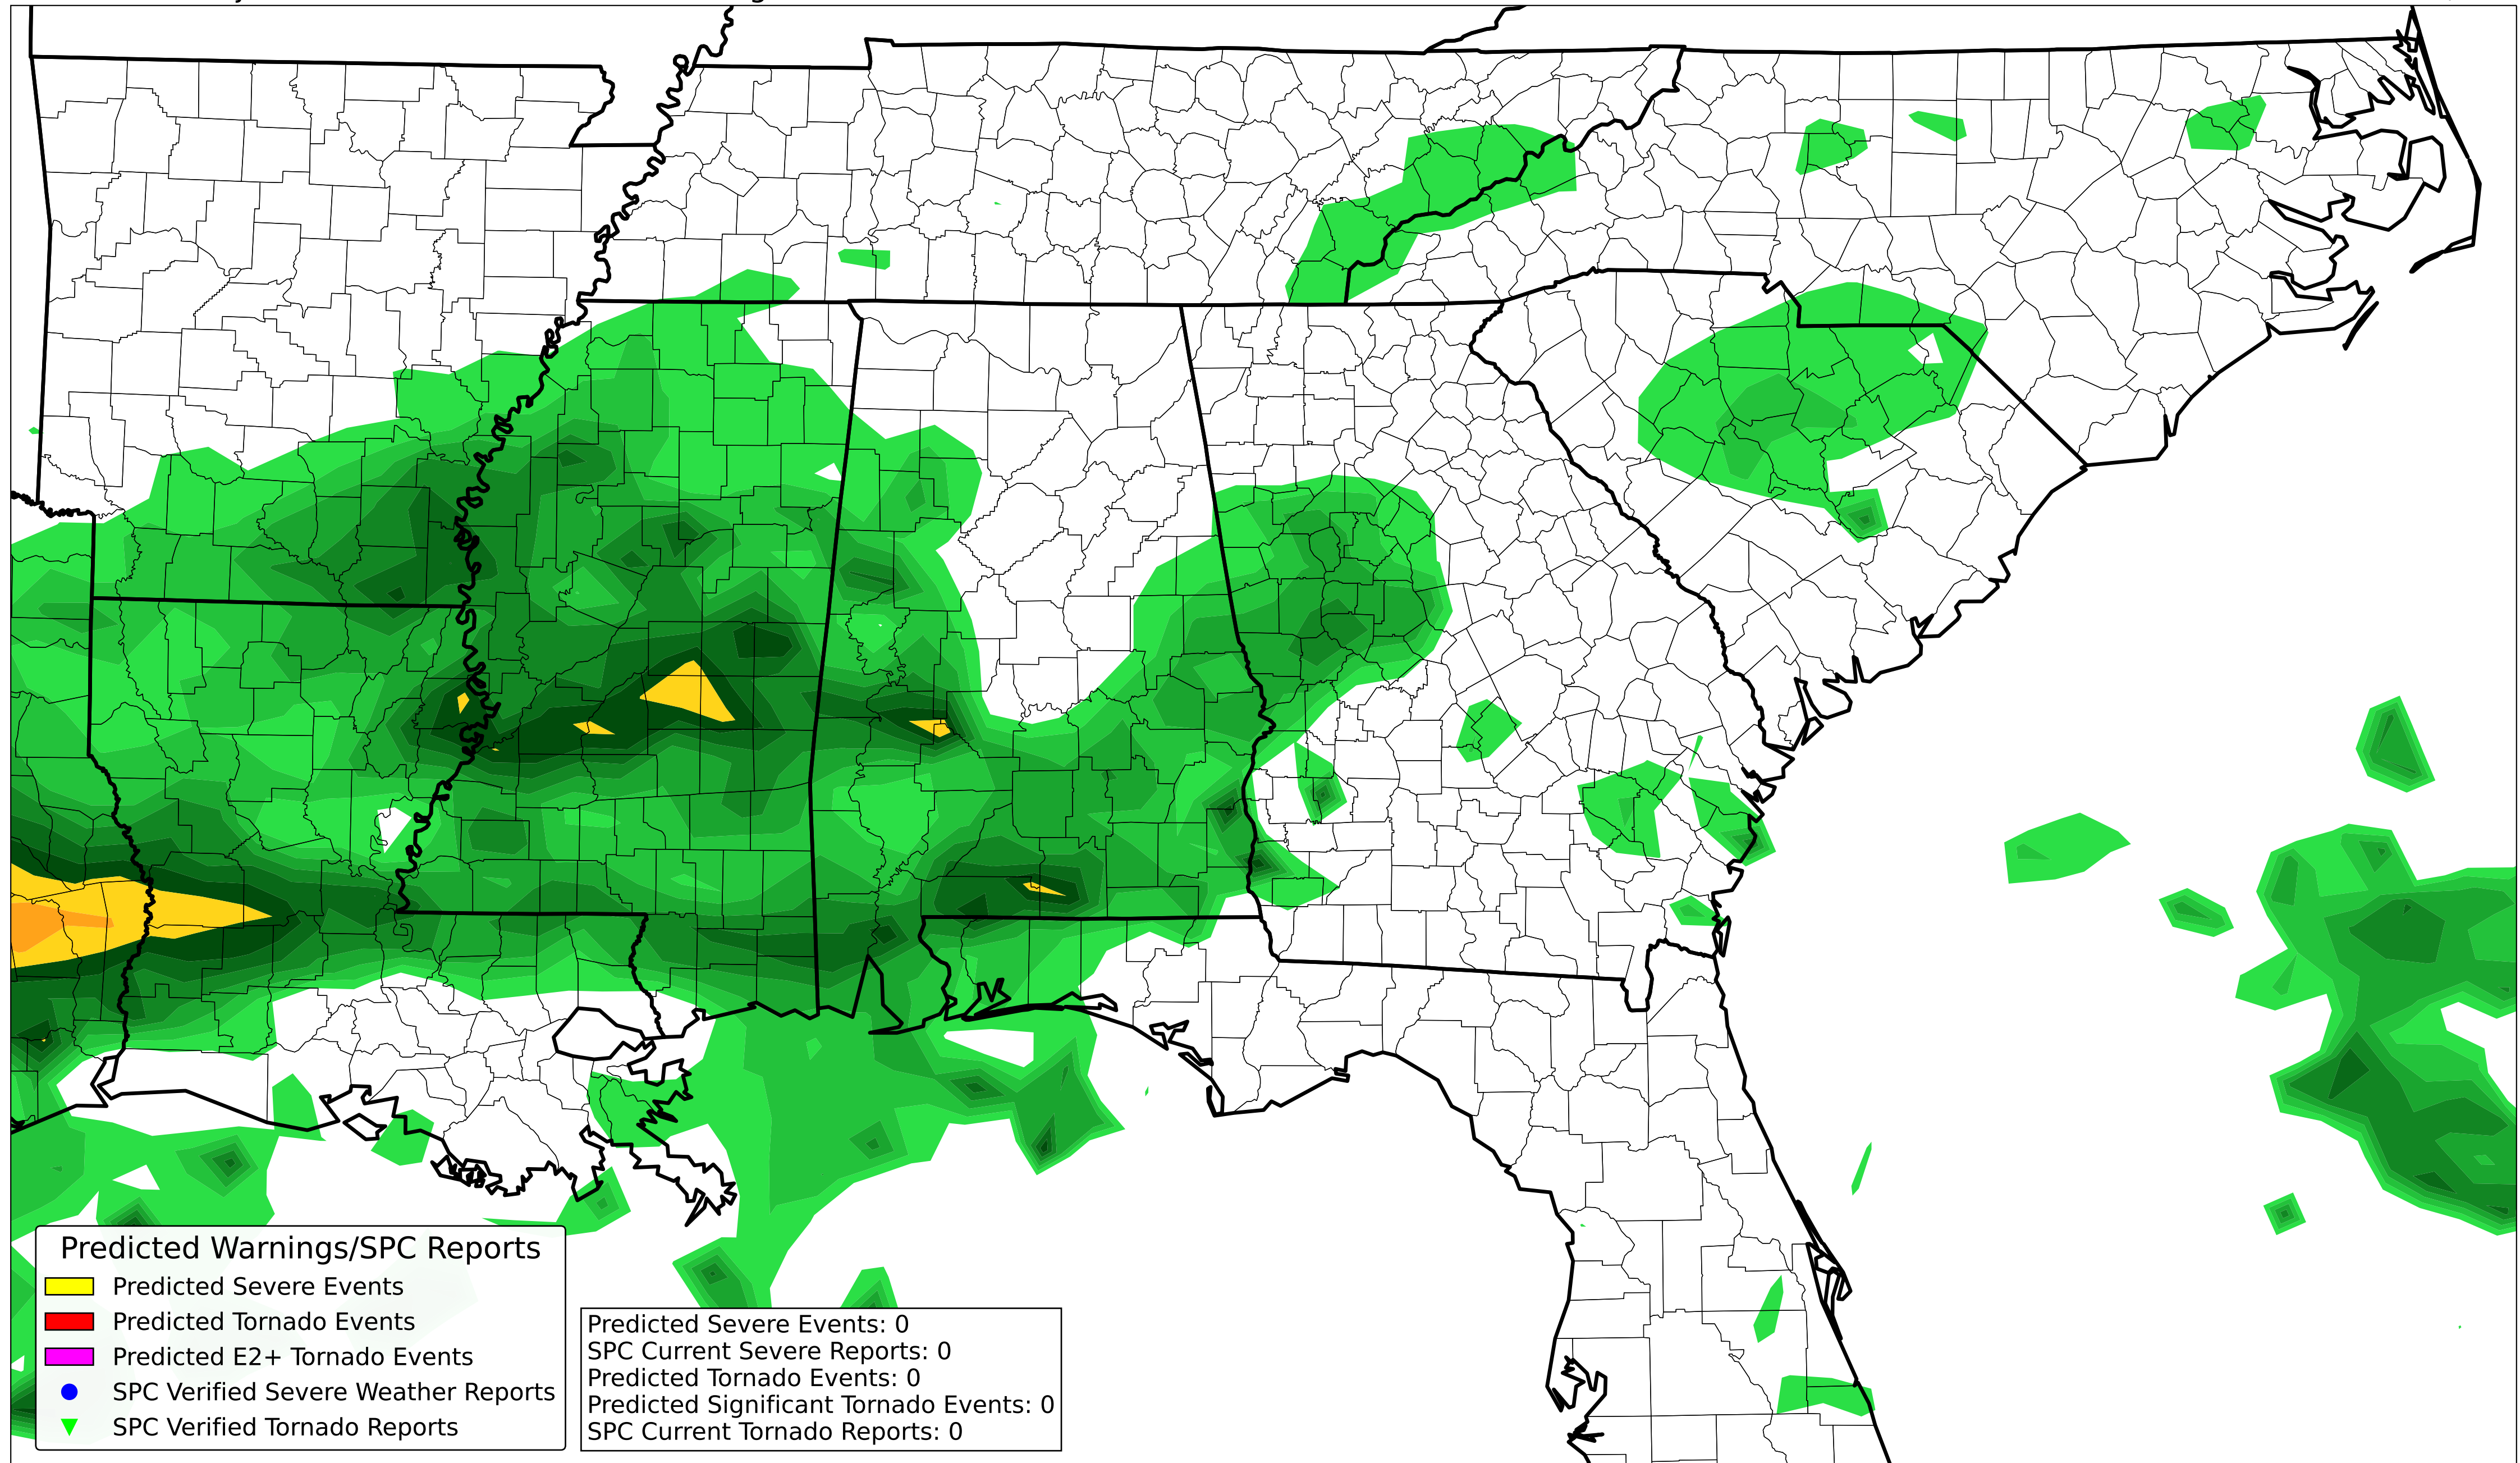 Predicted Warnings/SPC Reports
Predicted Severe Events
Predicted Tornado Events
Predicted E2+ Tornado Events
SPC Verified Severe Weather Reports
SPC Verified Tornado Reports
Predicted Severe Events: 0
SPC Current Severe Reports: 0
Predicted Tornado Events: 0
Predicted Significant Tornado Events: 0
SPC Current Tornado Reports: 0